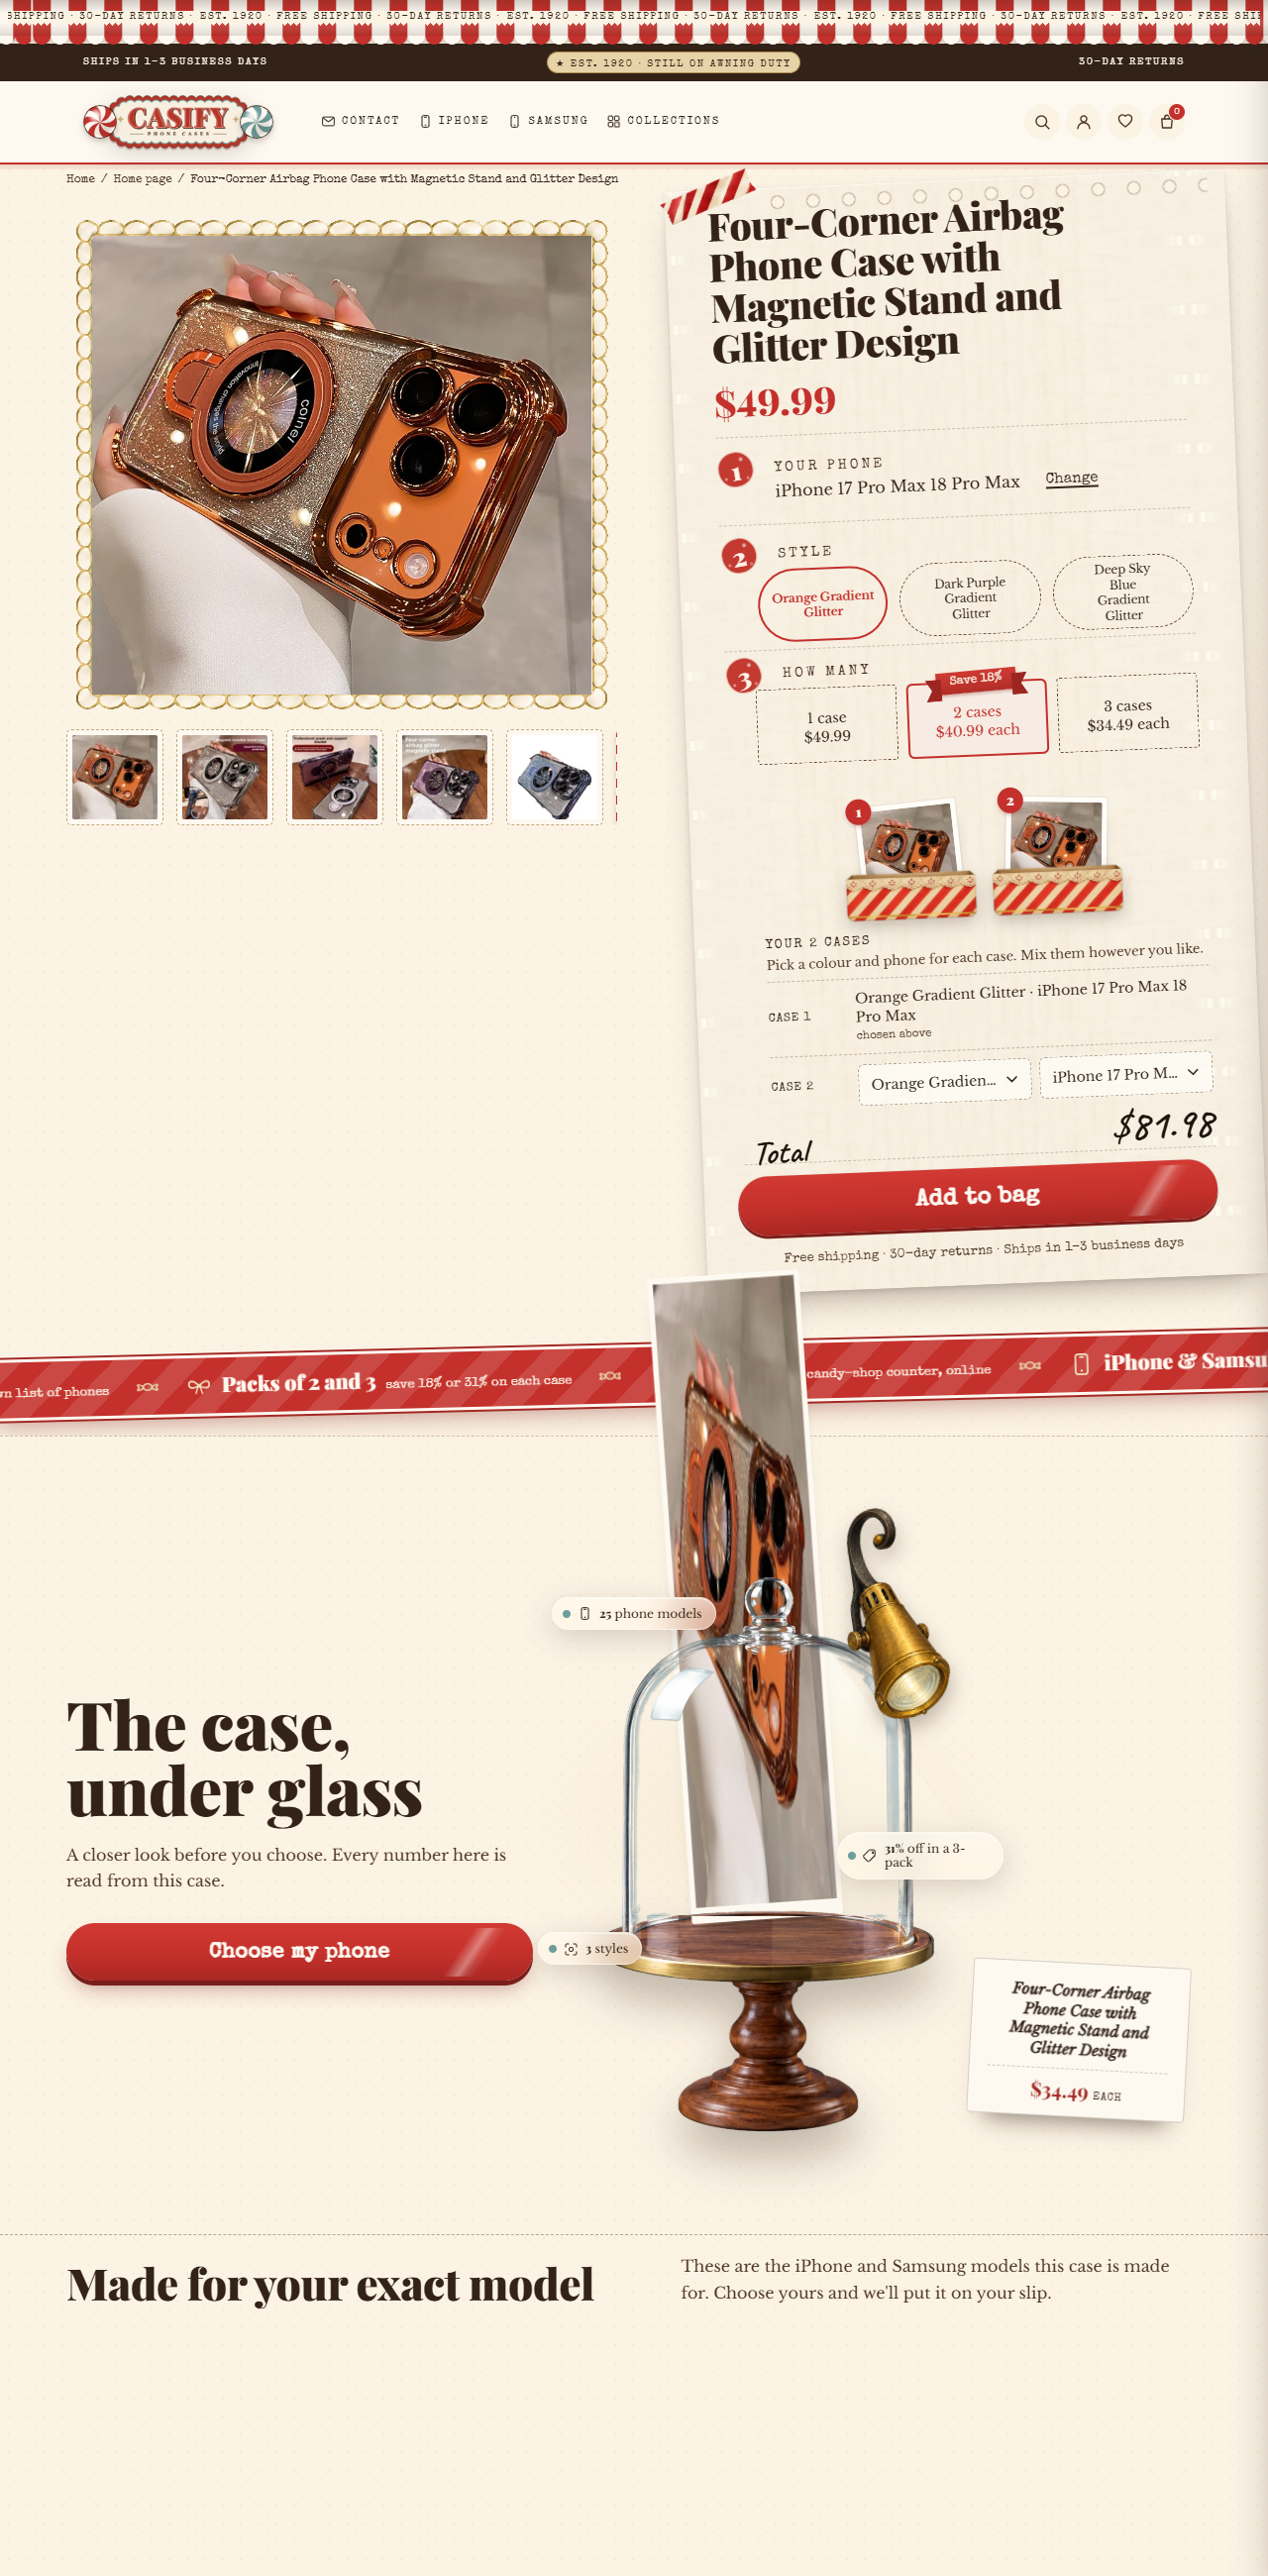 SHIPPING · 30-DAY RETURNS · EST. 1920 · FREE SHIPPING · 30-DAY RETURNS · EST. 1920 · FREE SHIPPING · 30-DAY RETURNS · EST. 1920 · FREE SHIPPING · 30-DAY RETURNS · EST. 1920 · FREE SHIP
SHIPS IN 1-3 BUSINESS DAYS
★ EST. 1920 · STILL ON AWNING DUTY
30-DAY RETURNS
CASIFY
PHONE CASES
CONTACT
IPHONE
SAMSUNG
COLLECTIONS
0
Home / Home page / Four-Corner Airbag Phone Case with Magnetic Stand and Glitter Design
Four-Corner Airbag
Phone Case with
Magnetic Stand and
Glitter Design
$49.99
1
YOUR PHONE
iPhone 17 Pro Max 18 Pro Max
Change
2
STYLE
Orange Gradient
Glitter
Dark Purple
Gradient
Glitter
Deep Sky
Blue
Gradient
Glitter
3
HOW MANY
1 case
$49.99
Save 18%
2 cases
$40.99 each
3 cases
$34.49 each
1
2
YOUR 2 CASES
Pick a colour and phone for each case. Mix them however you like.
CASE 1
Orange Gradient Glitter · iPhone 17 Pro Max 18
Pro Max
chosen above
CASE 2
Orange Gradien...
iPhone 17 Pro M...
Total
$81.98
Add to bag
Free shipping · 30-day returns · Ships in 1-3 business days
wn list of phones
Packs of 2 and 3
save 18% or 31% on each case
candy-shop counter, online
iPhone & Samsu
25 phone models
The case,
under glass
A closer look before you choose. Every number here is
read from this case.
Choose my phone
31% off in a 3-
pack
3 styles
Four-Corner Airbag
Phone Case with
Magnetic Stand and
Glitter Design
$34.49 EACH
Made for your exact model
These are the iPhone and Samsung models this case is made
for. Choose yours and we'll put it on your slip.